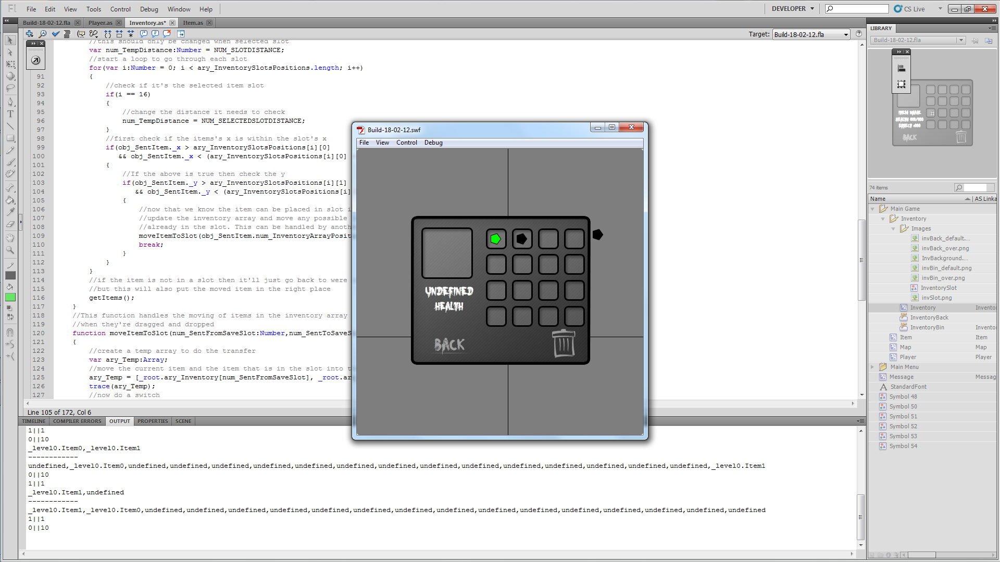 Fl File Edit View Tools Control Debug Window Help DEVELOPER CS Live
Build-18-02-12.fla Player.as Inventory.as* Item.as
Target: Build-18-02-12.fla
//this should only be changed when selected slot
var num_TempDistance:Number = NUM_SLOTDISTANCE;
//start a loop to go through each slot
for(var i:Number = 0; i < ary_InventorySlotsPositions.length; i++)
91 {
92 //check if it's the selected item slot
93 if(i == 16)
94 {
95 //change the distance it needs to check
96 num_TempDistance = NUM_SELECTEDSLOTDISTANCE;
97 }
98 //first check if the items's x is within the slot's x
99 if(obj_SentItem._x > ary_InventorySlotsPositions[i][0]
100 && obj_SentItem._x < (ary_InventorySlotsPositions[i][0]
101 {
102 //If the above is true then check the y
103 if(obj_SentItem._y > ary_InventorySlotsPositions[i][1]
104 && obj_SentItem._y < (ary_InventorySlotsPositions[i]
105 {
106 //now that we know the item can be placed in slot i
107 //update the inventory array and move any possible
108 //already in the slot. This can be handled by anoth
109 moveItemToSlot(obj_SentItem.num_InventoryArrayPosit
110 break;
111 }
112 }
113 }
114 //if the item is not in a slot then it'll just go back to were
115 //but this will also put the moved item in the right place
116 getItems();
117 }
118 //This function handles the moving of items in the inventory array
119 //when they're dragged and dropped
120 function moveItemToSlot(num_SentFromSaveSlot:Number,num_SentToSaveS
121 {
122 //create a temp array to do the transfer
123 var ary_Temp:Array;
124 //move the current item and the item that is in the slot into t
125 ary_Temp = [_root.ary_Inventory[num_SentFromSaveSlot], _root.ar
126 trace(ary_Temp);
127 //now do a switch
Line 105 of 172, Col 6
TIMELINE COMPILER ERRORS OUTPUT PROPERTIES SCENE
1||1
0||10
_level0.Item0,_level0.Item1
------------
undefined,_level0.Item0,undefined,undefined,undefined,undefined,undefined,undefined,undefined,undefined,undefined,undefined,undefined,undefined,undefined,undefined,_level0.Item1
0||10
1||1
_level0.Item1,undefined
------------
_level0.Item1,_level0.Item0,undefined,undefined,undefined,undefined,undefined,undefined,undefined,undefined,undefined,undefined,undefined,undefined,undefined,undefined,undefined
1||1
0||10
Build-18-02-12.swf
File View Control Debug
UNDEFINED
HEALTH
BACK
LIBRARY
Build-18-02-12.fla
ITEM NAME
HEALTH 000/000
BACK
74 items
Name AS Linka
Main Game
Inventory
Images
invBack_default....
invBack_over.png
InvBackground....
invBin_default.png
invBin_over.png
InventorySlot
invSlot.png
Inventory Invento
InventoryBack
InventoryBin Invento
Item Item
Map Map
Player Player
Main Menu
Message Messag
StandardFont
Symbol 48
Symbol 50
Symbol 51
Symbol 52
Symbol 53
Symbol 54